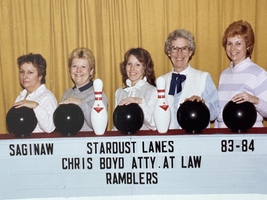 SAGINAW STARDUST LANES 83-84
CHRIS BOYD ATTY. AT LAW
RAMBLERS